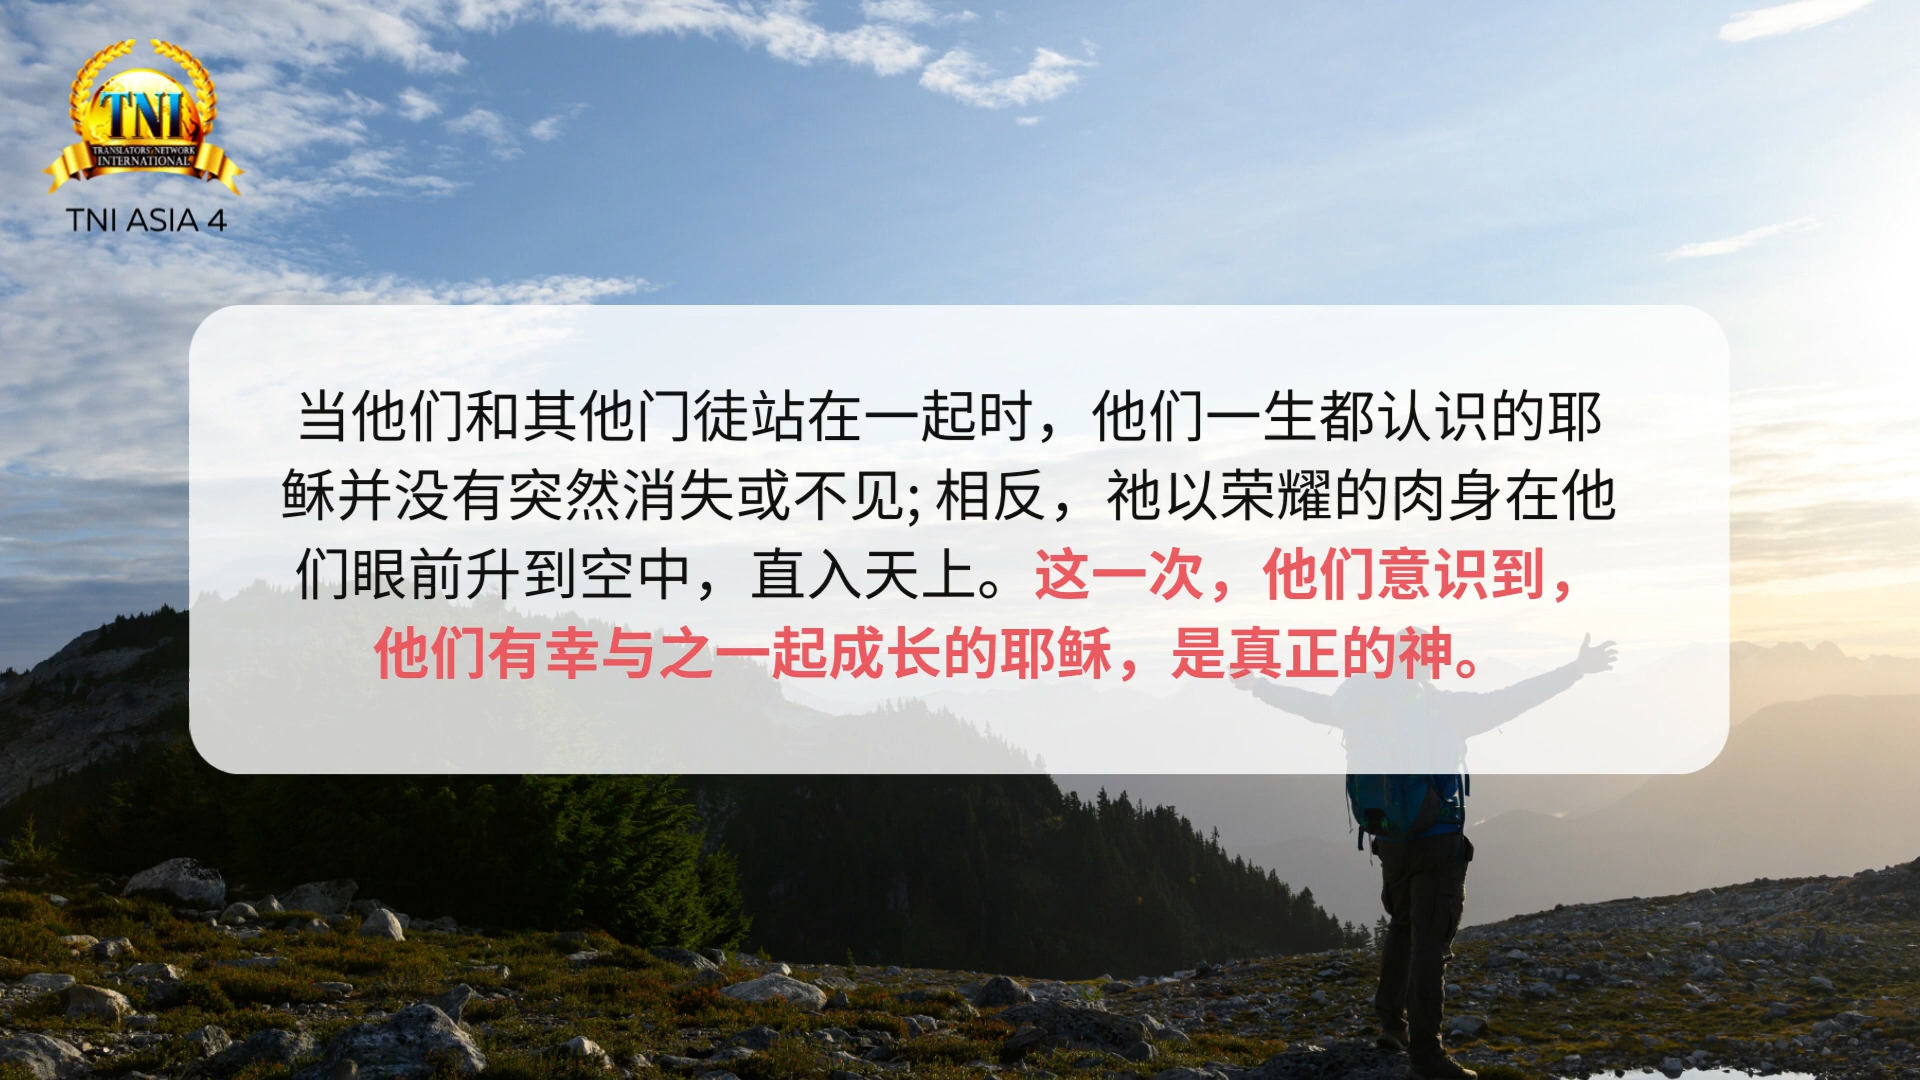 TNI
TRANSLATORS' NETWORK
INTERNATIONAL
TNI ASIA 4
当他们和其他门徒站在一起时，他们一生都认识的耶
稣并没有突然消失或不见; 相反，祂以荣耀的肉身在他
们眼前升到空中，直入天上。这一次，他们意识到，
他们有幸与之一起成长的耶稣，是真正的神。